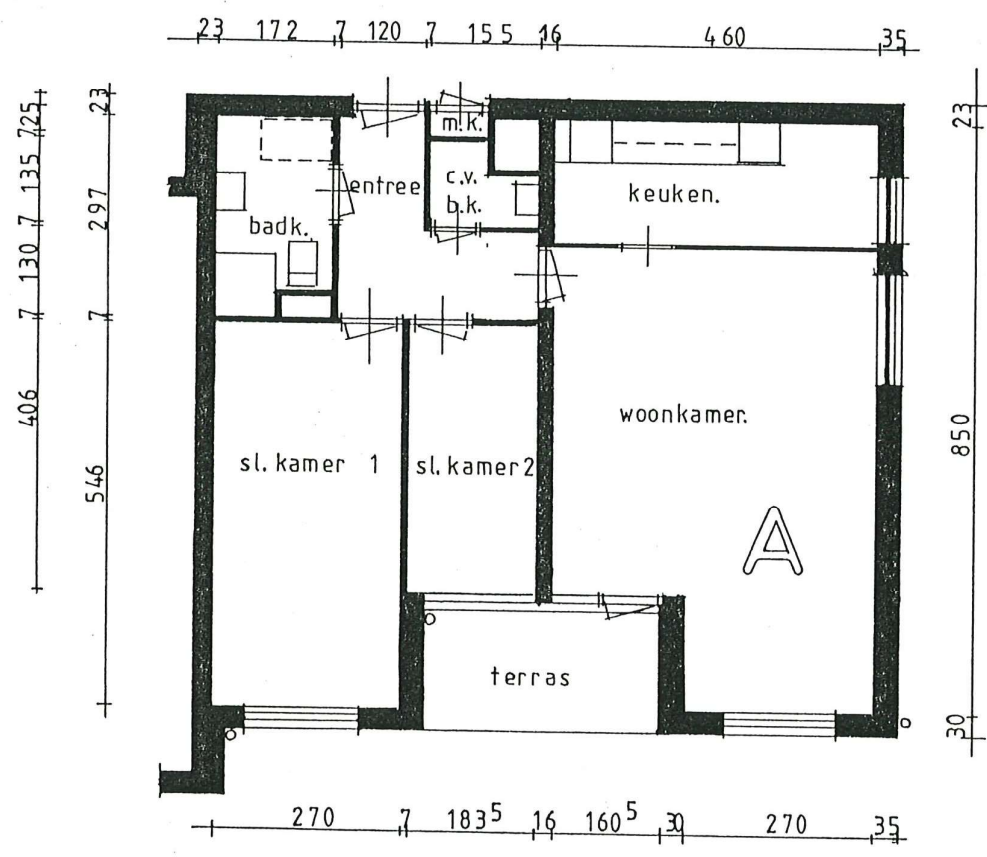 23 172 7 120 7 155 16 460 35
725 135 7 130 7 406
23 297 7 546
23 850 30
m.k.
entree
c.v.
b.k.
keuken.
badk.
woonkamer.
sl. kamer 1
sl. kamer 2
A
terras
270 7 183⁵ 16 160⁵ 30 270 35